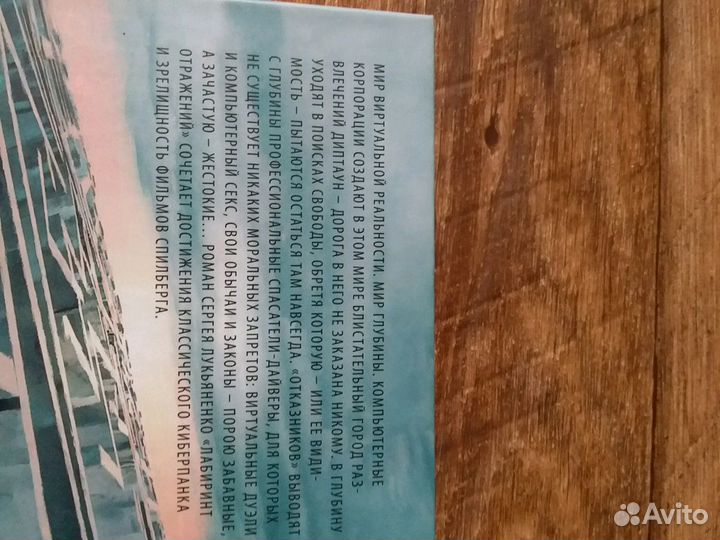 МИР ВИРТУАЛЬНОЙ РЕАЛЬНОСТИ. МИР ГЛУБИНЫ. КОМПЬЮТЕРНЫЕ
КОРПОРАЦИИ СОЗДАЮТ В ЭТОМ МИРЕ БЛИСТАТЕЛЬНЫЙ ГОРОД РАЗ-
ВЛЕЧЕНИЙ ДИПТАУН – ДОРОГА В НЕГО НЕ ЗАКАЗАНА НИКОМУ. В ГЛУБИНУ
УХОДЯТ В ПОИСКАХ СВОБОДЫ, ОБРЕТЯ КОТОРУЮ – ИЛИ ЕЕ ВИДИ-
МОСТЬ – ПЫТАЮТСЯ ОСТАТЬСЯ ТАМ НАВСЕГДА. «ОТКАЗНИКОВ» ВЫВОДЯТ
С ГЛУБИНЫ ПРОФЕССИОНАЛЬНЫЕ СПАСАТЕЛИ-ДАЙВЕРЫ, ДЛЯ КОТОРЫХ
НЕ СУЩЕСТВУЕТ НИКАКИХ МОРАЛЬНЫХ ЗАПРЕТОВ: ВИРТУАЛЬНЫЕ ДУЭЛИ
И КОМПЬЮТЕРНЫЙ СЕКС, СВОИ ОБЫЧАИ И ЗАКОНЫ – ПОРОЮ ЗАБАВНЫЕ,
А ЗАЧАСТУЮ – ЖЕСТОКИЕ... РОМАН СЕРГЕЯ ЛУКЬЯНЕНКО «ЛАБИРИНТ
ОТРАЖЕНИЙ» СОЧЕТАЕТ ДОСТИЖЕНИЯ КЛАССИЧЕСКОГО КИБЕРПАНКА
И ЗРЕЛИЩНОСТЬ ФИЛЬМОВ СПИЛБЕРГА.
Avito